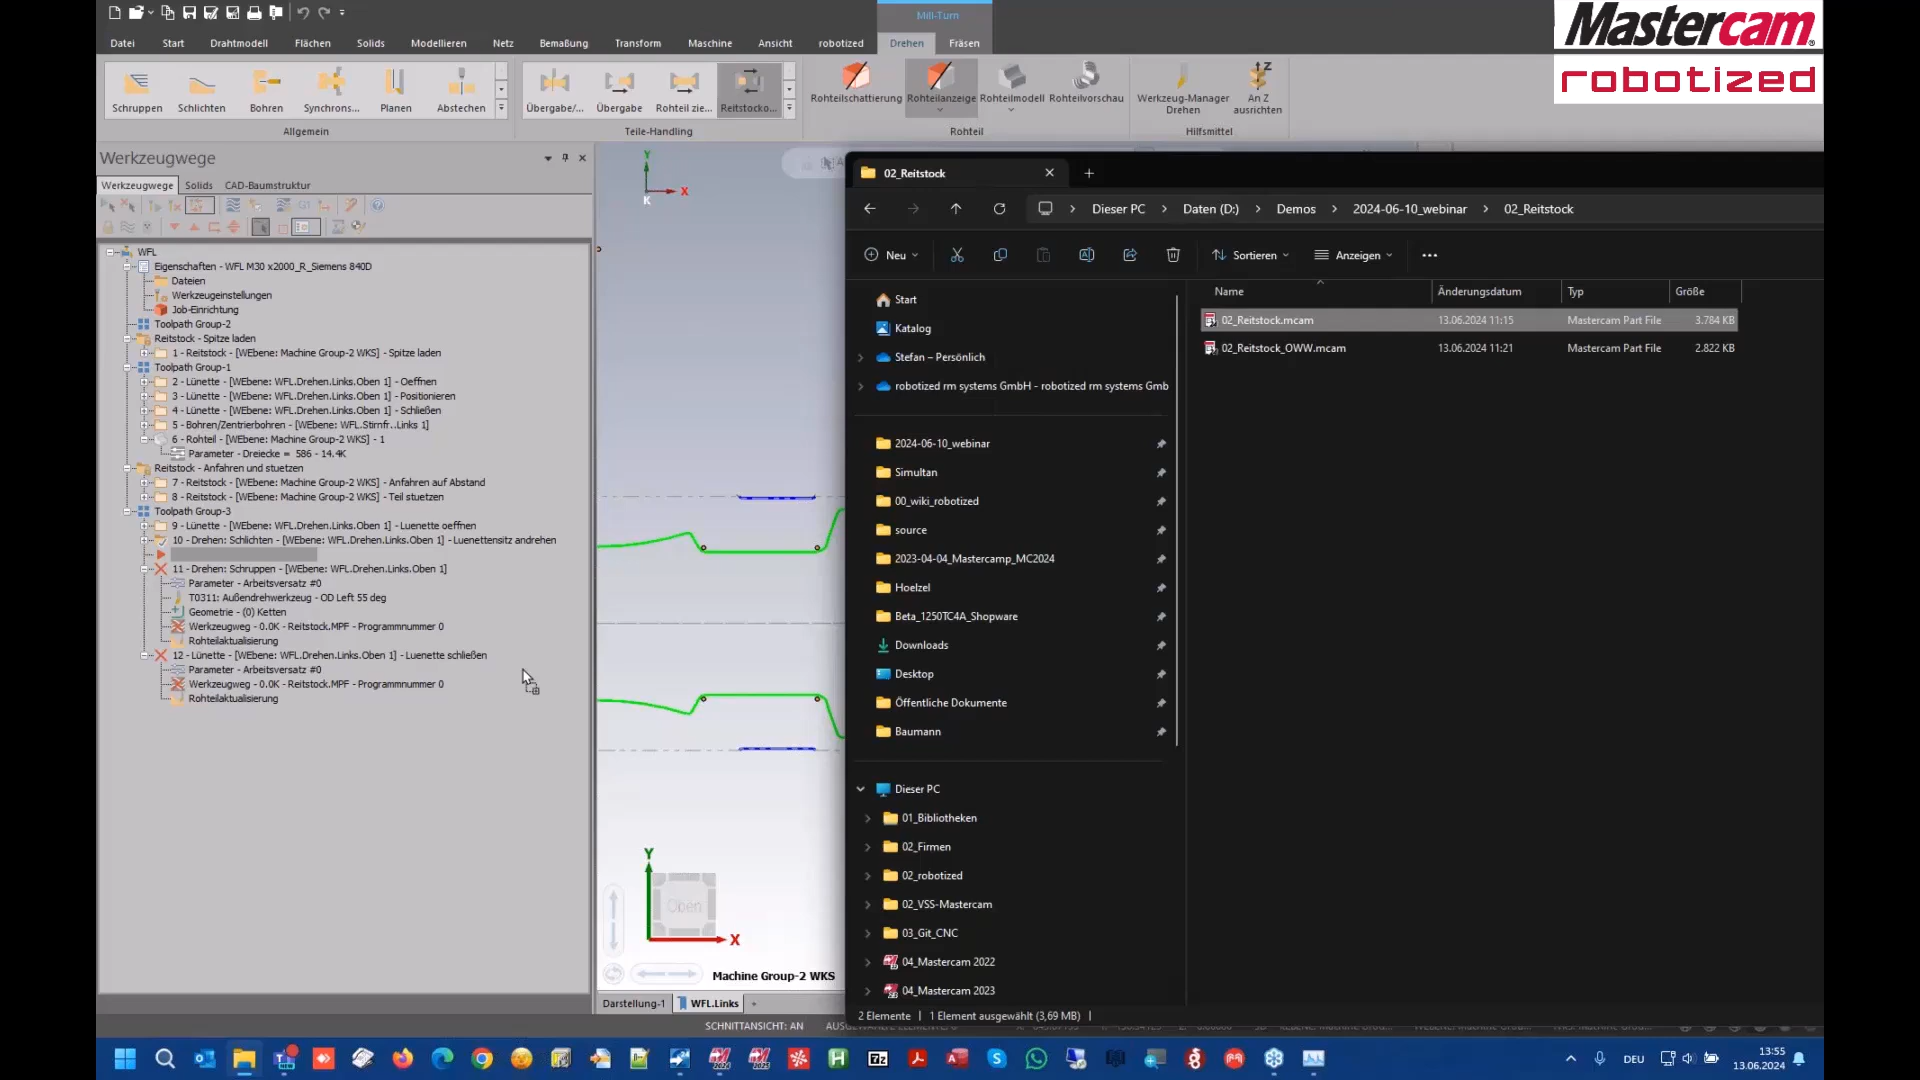 Mill-Turn
Mastercam
robotized
Datei Start Drahtmodell Flächen Solids Modellieren Netz Bemaßung Transform Maschine Ansicht robotized Drehen Fräsen
Schruppen Schlichten Bohren Synchrons... Planen Abstechen
Übergabe/... Übergabe Rohteil zie... Reitstocko...
Rohteilschattierung Rohteilanzeige Rohteilmodell Rohteilvorschau
Werkzeug-Manager Drehen
An Z ausrichten
Allgemein Teile-Handling Rohteil Hilfsmittel
Werkzeugwege
Werkzeugwege Solids CAD-Baumstruktur
WFL
Eigenschaften - WFL M30 x2000_R_Siemens 840D
Dateien
Werkzeugeinstellungen
Job-Einrichtung
Toolpath Group-2
Reitstock - Spitze laden
1 - Reitstock - [WEbene: Machine Group-2 WKS] - Spitze laden
Toolpath Group-1
2 - Lünette - [WEbene: WFL.Drehen.Links.Oben 1] - Oeffnen
3 - Lünette - [WEbene: WFL.Drehen.Links.Oben 1] - Positionieren
4 - Lünette - [WEbene: WFL.Drehen.Links.Oben 1] - Schließen
5 - Bohren/Zentrierbohren - [WEbene: WFL.Stirnfr..Links 1]
6 - Rohteil - [WEbene: Machine Group-2 WKS] - 1
Parameter - Dreiecke = 586 - 14.4K
Reitstock - Anfahren und stuetzen
7 - Reitstock - [WEbene: Machine Group-2 WKS] - Anfahren auf Abstand
8 - Reitstock - [WEbene: Machine Group-2 WKS] - Teil stuetzen
Toolpath Group-3
9 - Lünette - [WEbene: WFL.Drehen.Links.Oben 1] - Luenette oeffnen
10 - Drehen: Schlichten - [WEbene: WFL.Drehen.Links.Oben 1] - Luenettensitz andrehen
11 - Drehen: Schruppen - [WEbene: WFL.Drehen.Links.Oben 1]
Parameter - Arbeitsversatz #0
T0311: Außendrehwerkzeug - OD Left 55 deg
Geometrie - (0) Ketten
Werkzeugweg - 0.0K - Reitstock.MPF - Programmnummer 0
Rohteilaktualisierung
12 - Lünette - [WEbene: WFL.Drehen.Links.Oben 1] - Luenette schließen
Parameter - Arbeitsversatz #0
Werkzeugweg - 0.0K - Reitstock.MPF - Programmnummer 0
Rohteilaktualisierung
Y
X
K
Y
Oben
X
Machine Group-2 WKS
Darstellung-1 WFL.Links +
SCHNITTANSICHT: AN
02_Reitstock
Dieser PC > Daten (D:) > Demos > 2024-06-10_webinar > 02_Reitstock
Neu Sortieren Anzeigen ...
Name Änderungsdatum Typ Größe
02_Reitstock.mcam 13.06.2024 11:15 Mastercam Part File 3.784 KB
02_Reitstock_OWW.mcam 13.06.2024 11:21 Mastercam Part File 2.822 KB
Start
Katalog
Stefan – Persönlich
robotized rm systems GmbH - robotized rm systems Gmb
2024-06-10_webinar
Simultan
00_wiki_robotized
source
2023-04-04_Mastercamp_MC2024
Hoelzel
Beta_1250TC4A_Shopware
Downloads
Desktop
Öffentliche Dokumente
Baumann
Dieser PC
01_Bibliotheken
02_Firmen
02_robotized
02_VSS-Mastercam
03_Git_CNC
04_Mastercam 2022
04_Mastercam 2023
2 Elemente | 1 Element ausgewählt (3,69 MB) |
DEU
13:55
13.06.2024